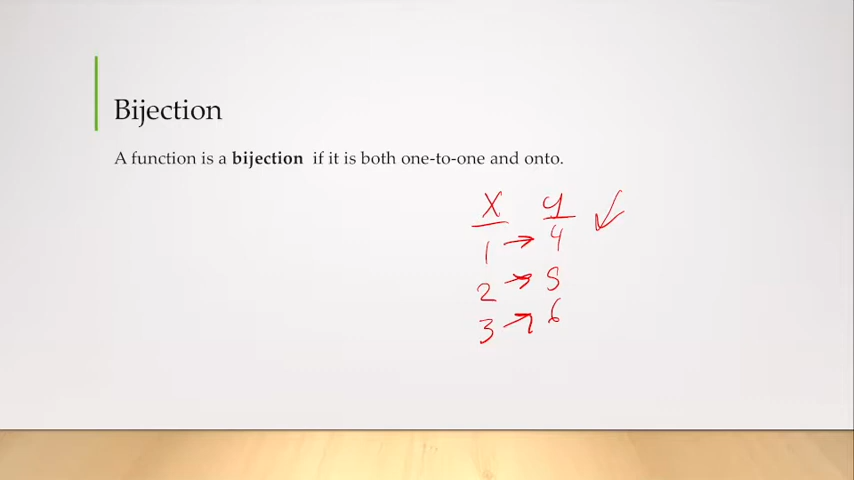 Bijection
A function is a bijection if it is both one-to-one and onto.
X y
1 → 4
2 → 5
3 → 6